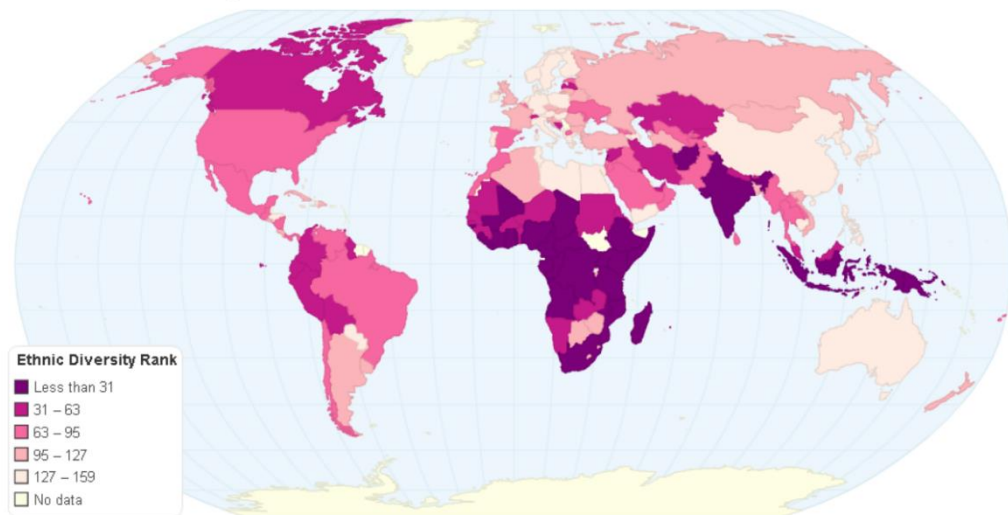 Ethnic Diversity Rank
Less than 31
31 – 63
63 – 95
95 – 127
127 – 159
No data